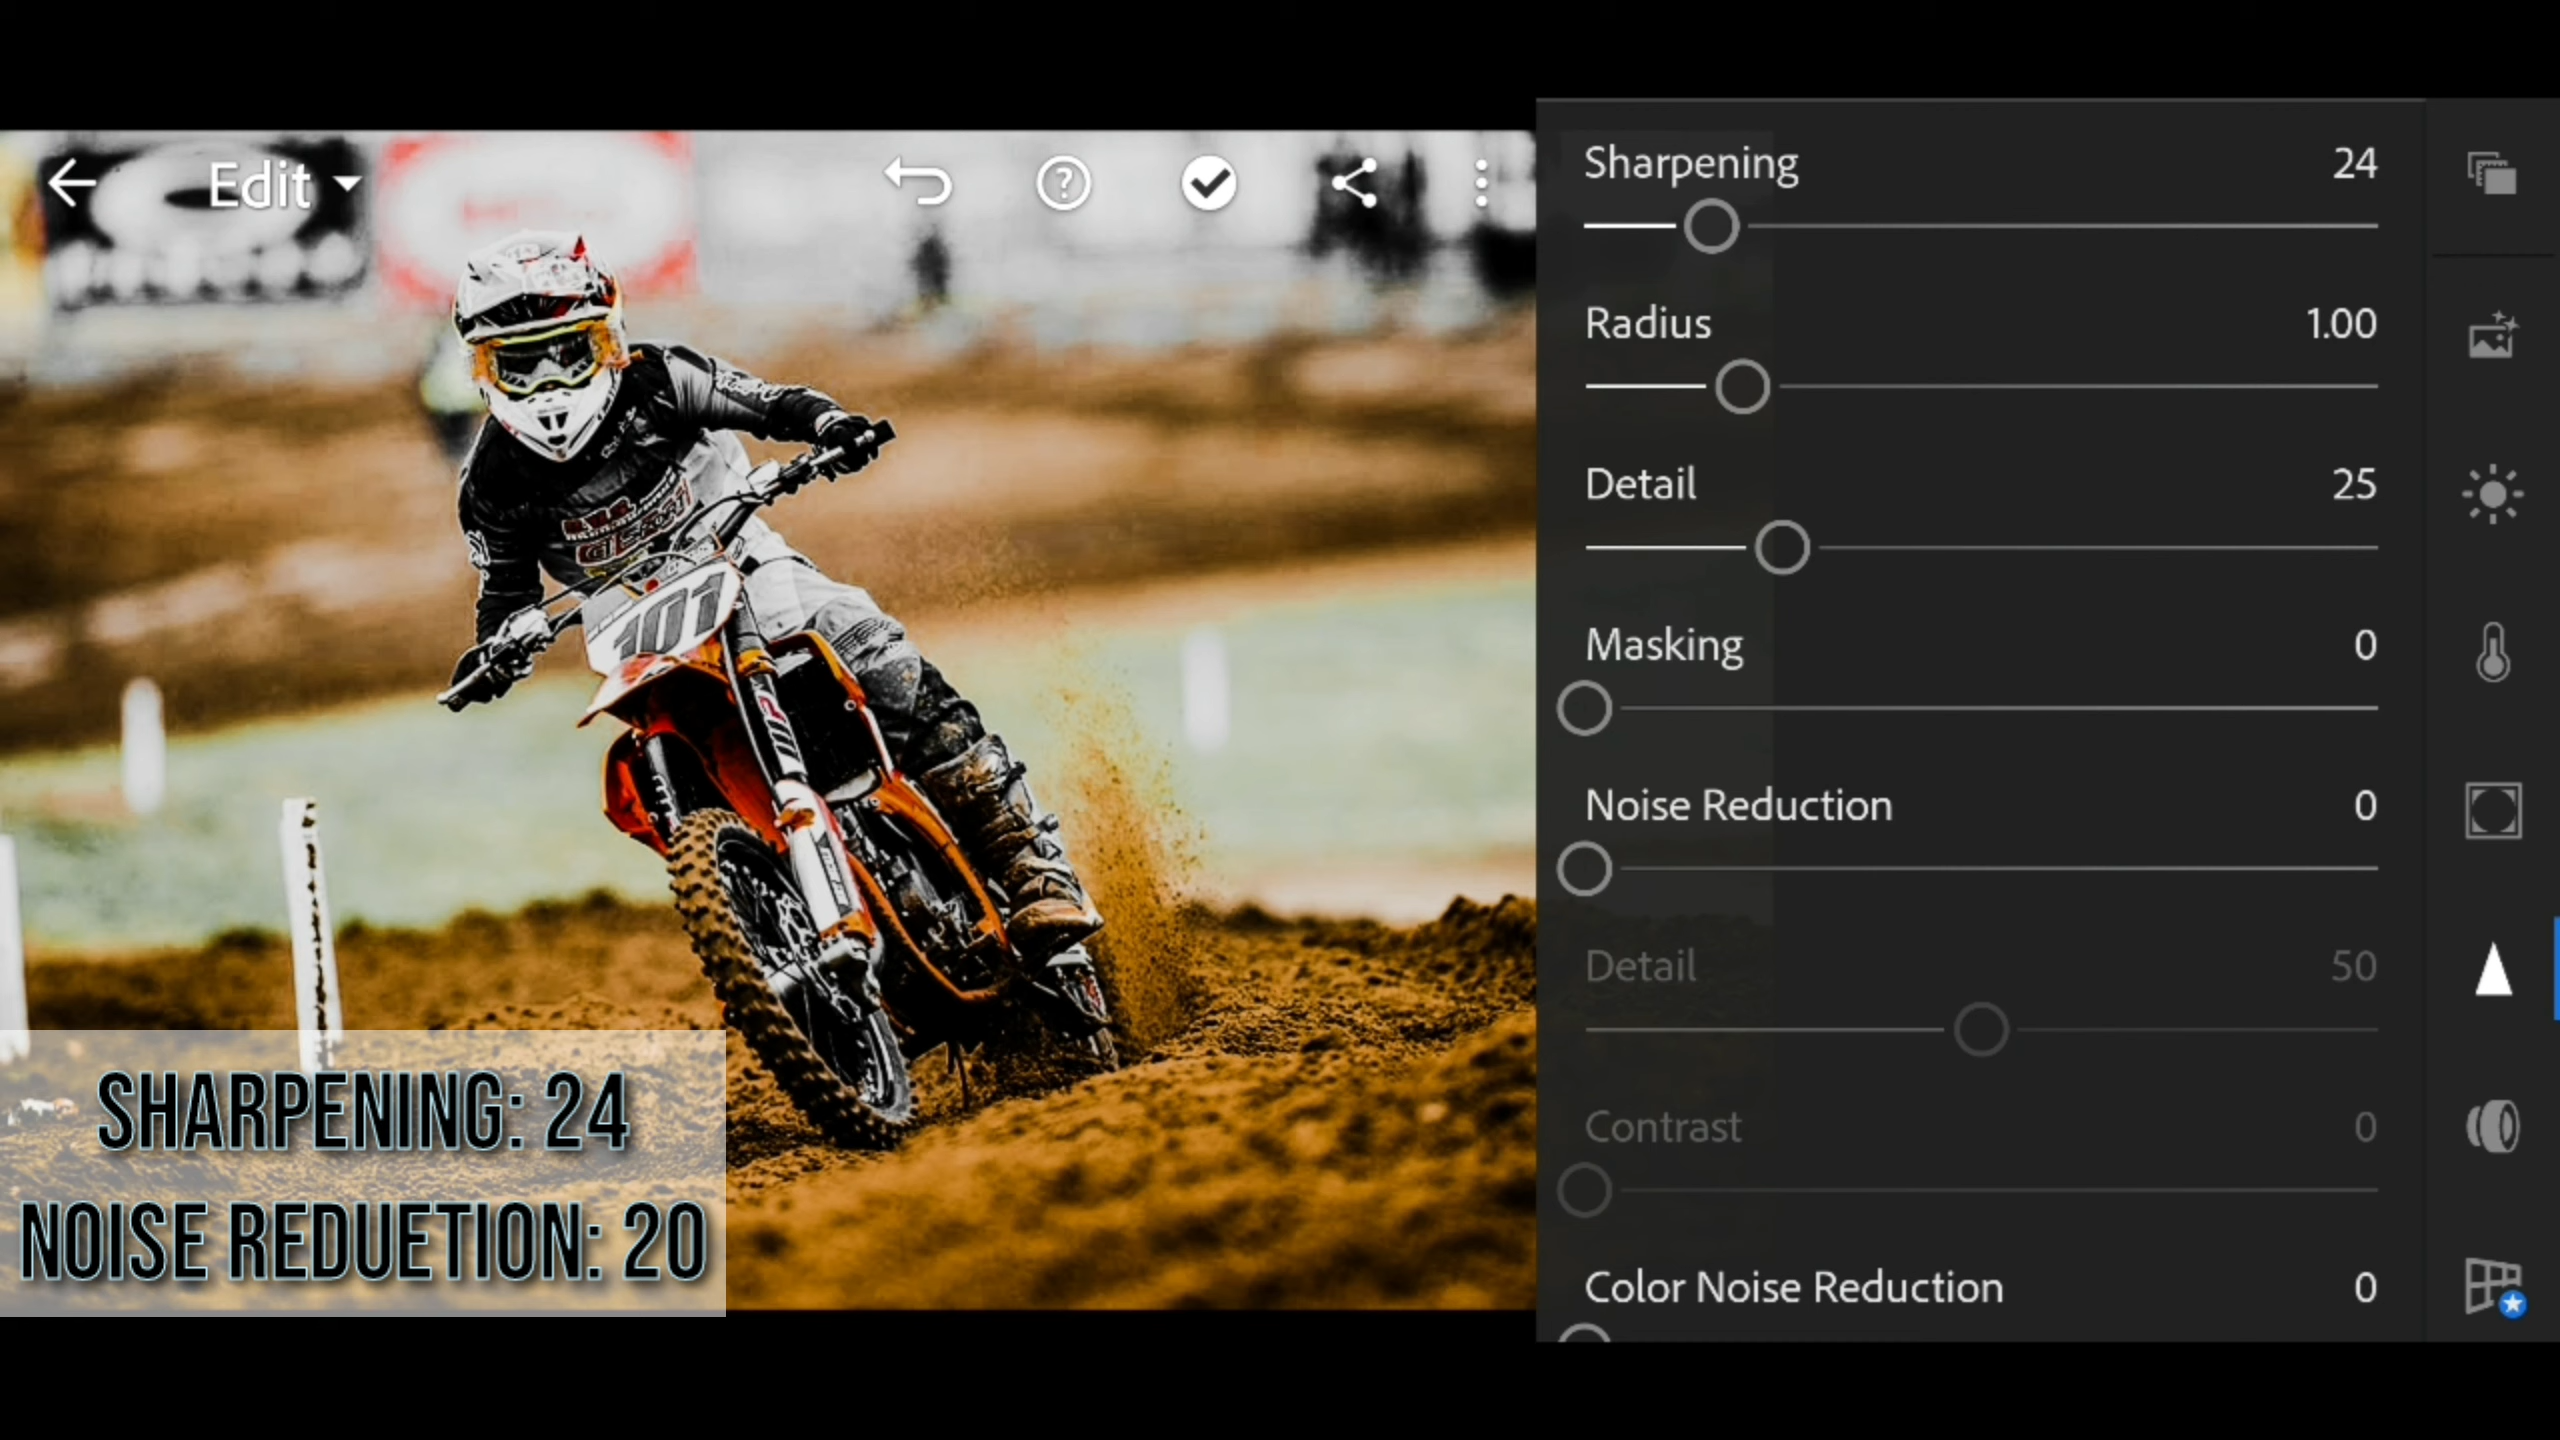 Edit
101
Sharpening 24
Radius 1.00
Detail 25
Masking 0
Noise Reduction 0
Detail 50
Contrast 0
Color Noise Reduction 0
SHARPENING: 24
NOISE REDUETION: 20